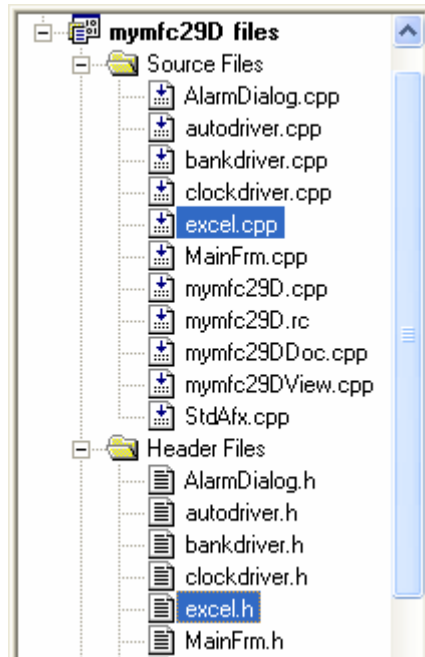 mymfc29D files
Source Files
AlarmDialog.cpp
autodriver.cpp
bankdriver.cpp
clockdriver.cpp
excel.cpp
MainFrm.cpp
mymfc29D.cpp
mymfc29D.rc
mymfc29DDoc.cpp
mymfc29DView.cpp
StdAfx.cpp
Header Files
AlarmDialog.h
autodriver.h
bankdriver.h
clockdriver.h
excel.h
MainFrm.h